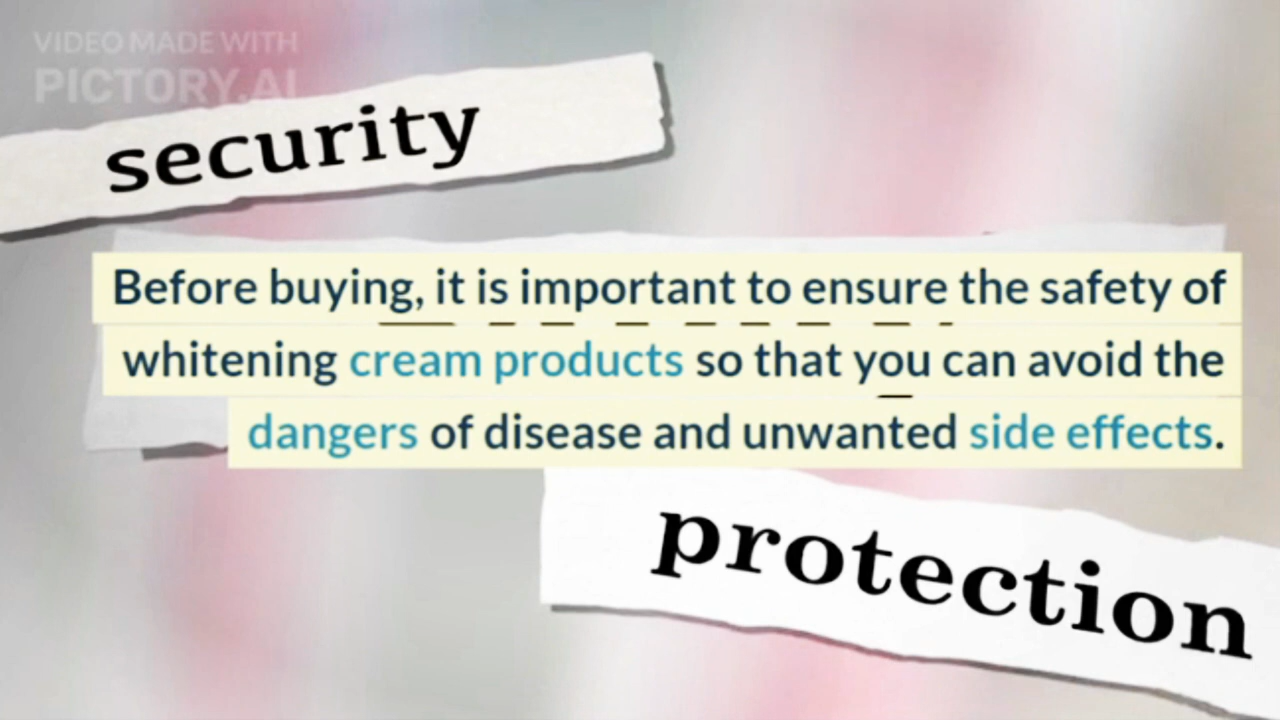 VIDEO MADE WITH
PICTORY.AI
security
Before buying, it is important to ensure the safety of
whitening cream products so that you can avoid the
dangers of disease and unwanted side effects.
protection